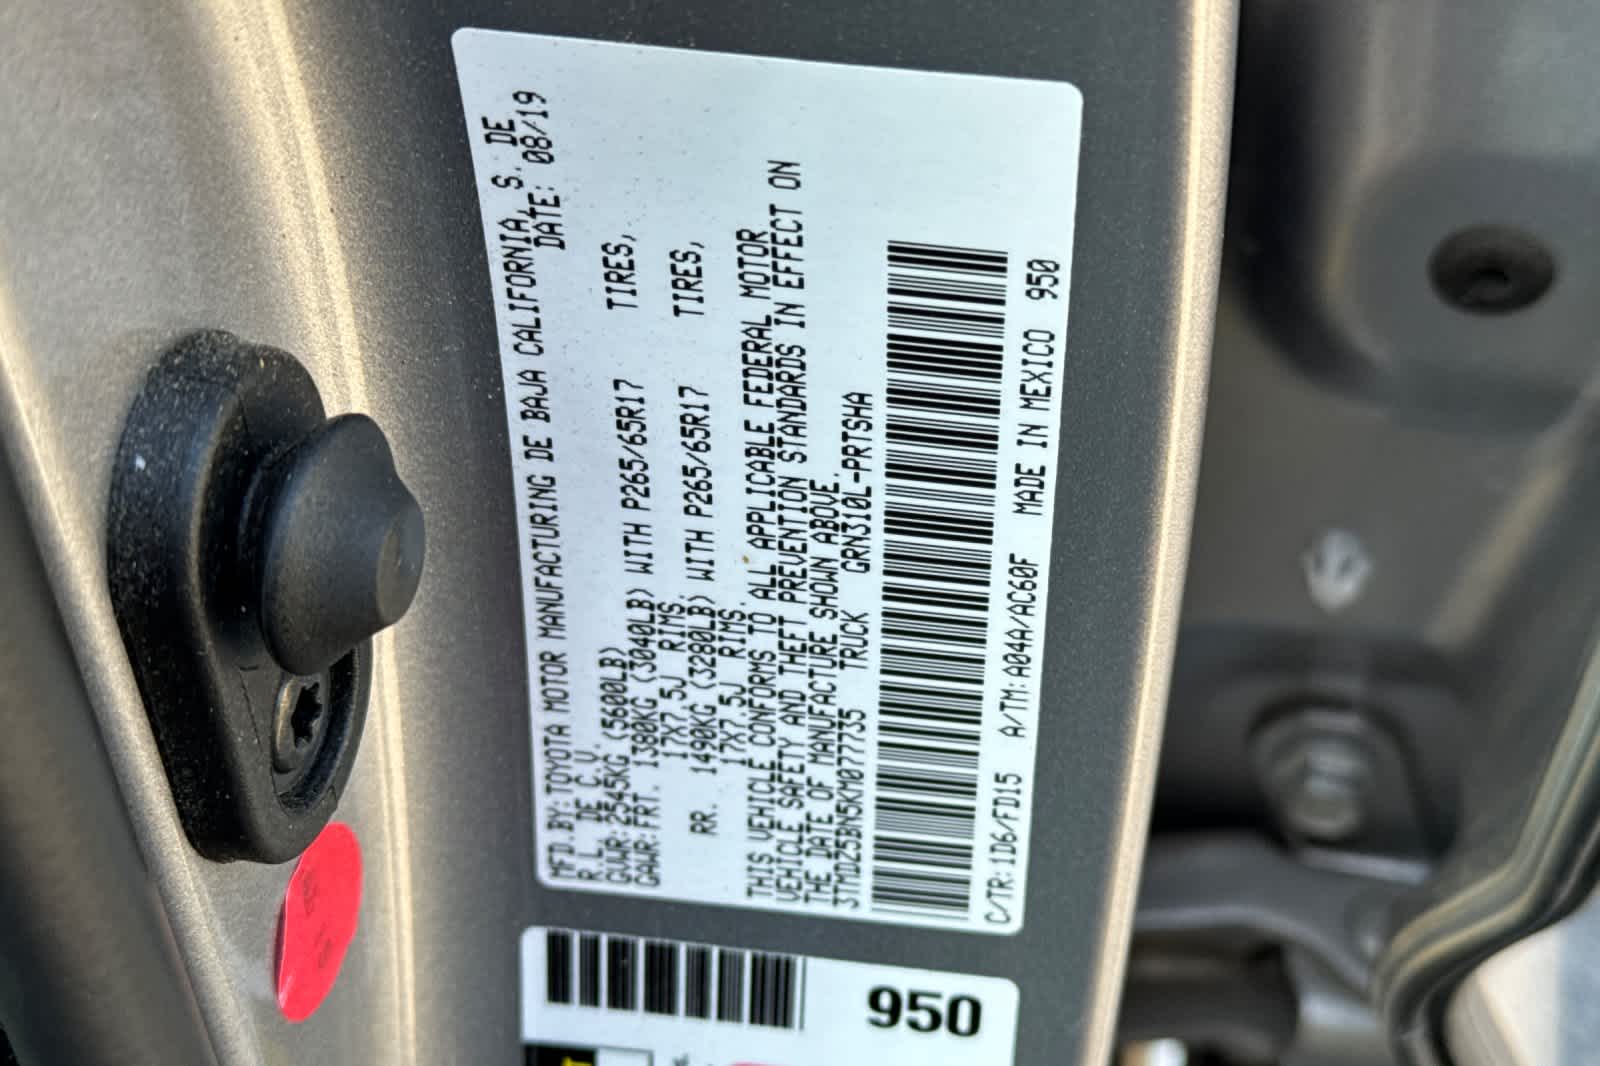 MFD.BY:TOYOTA MOTOR MANUFACTURING DE BAJA CALIFORNIA, S. DE
R.L. DE C.V. DATE: 08/19
GVWR:2545KG (5600LB)
GAWR:FRT. 1380KG (3040LB) WITH P265/65R17 TIRES,
17X7.5J RIMS.
RR. 1490KG (3280LB) WITH P265/65R17 TIRES,
17X7.5J RIMS.
THIS VEHICLE CONFORMS TO ALL APPLICABLE FEDERAL MOTOR
VEHICLE SAFETY AND THEFT PREVENTION STANDARDS IN EFFECT ON
THE DATE OF MANUFACTURE SHOWN ABOVE.
3TMDZ5BN5KM077735 TRUCK GRN310L-PRTSHA
C/TR:1D6/FD15 A/TM:A04A/AC60F MADE IN MEXICO 950
950